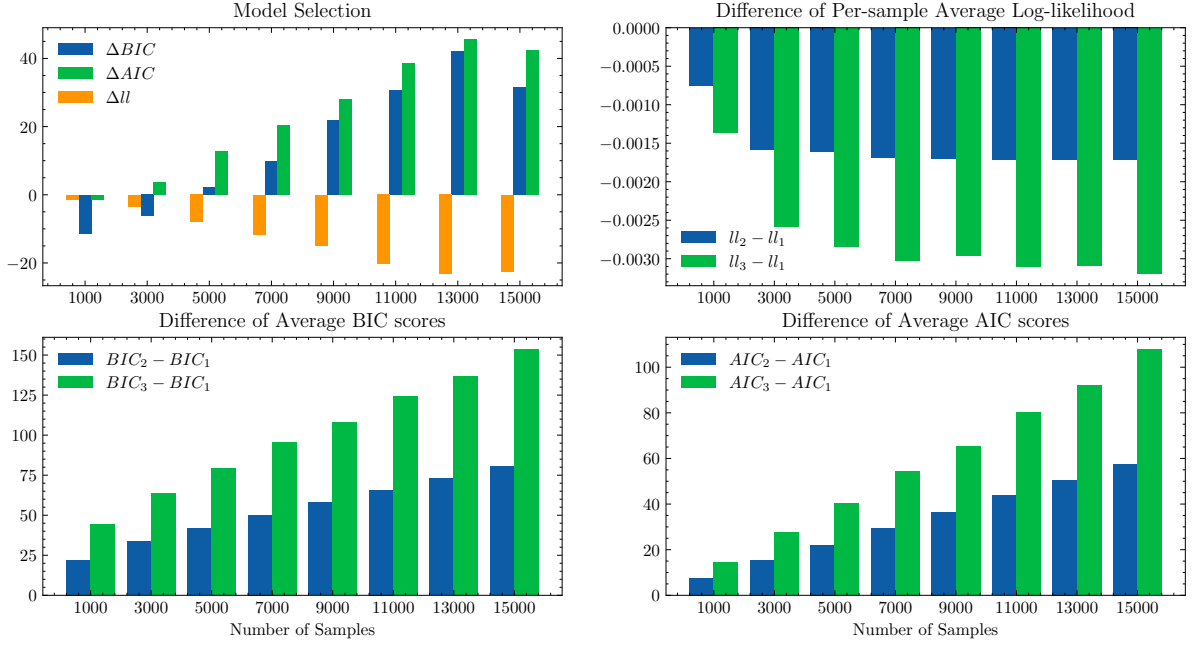 Model Selection
ΔBIC
ΔAIC
Δll
40
20
0
−20
1000 3000 5000 7000 9000 11000 13000 15000
Difference of Per-sample Average Log-likelihood
0.0000
−0.0005
−0.0010
−0.0015
−0.0020
−0.0025
−0.0030
ll₂ − ll₁
ll₃ − ll₁
1000 3000 5000 7000 9000 11000 13000 15000
Difference of Average BIC scores
BIC₂ − BIC₁
BIC₃ − BIC₁
150
125
100
75
50
25
0
1000 3000 5000 7000 9000 11000 13000 15000
Number of Samples
Difference of Average AIC scores
AIC₂ − AIC₁
AIC₃ − AIC₁
100
80
60
40
20
0
1000 3000 5000 7000 9000 11000 13000 15000
Number of Samples